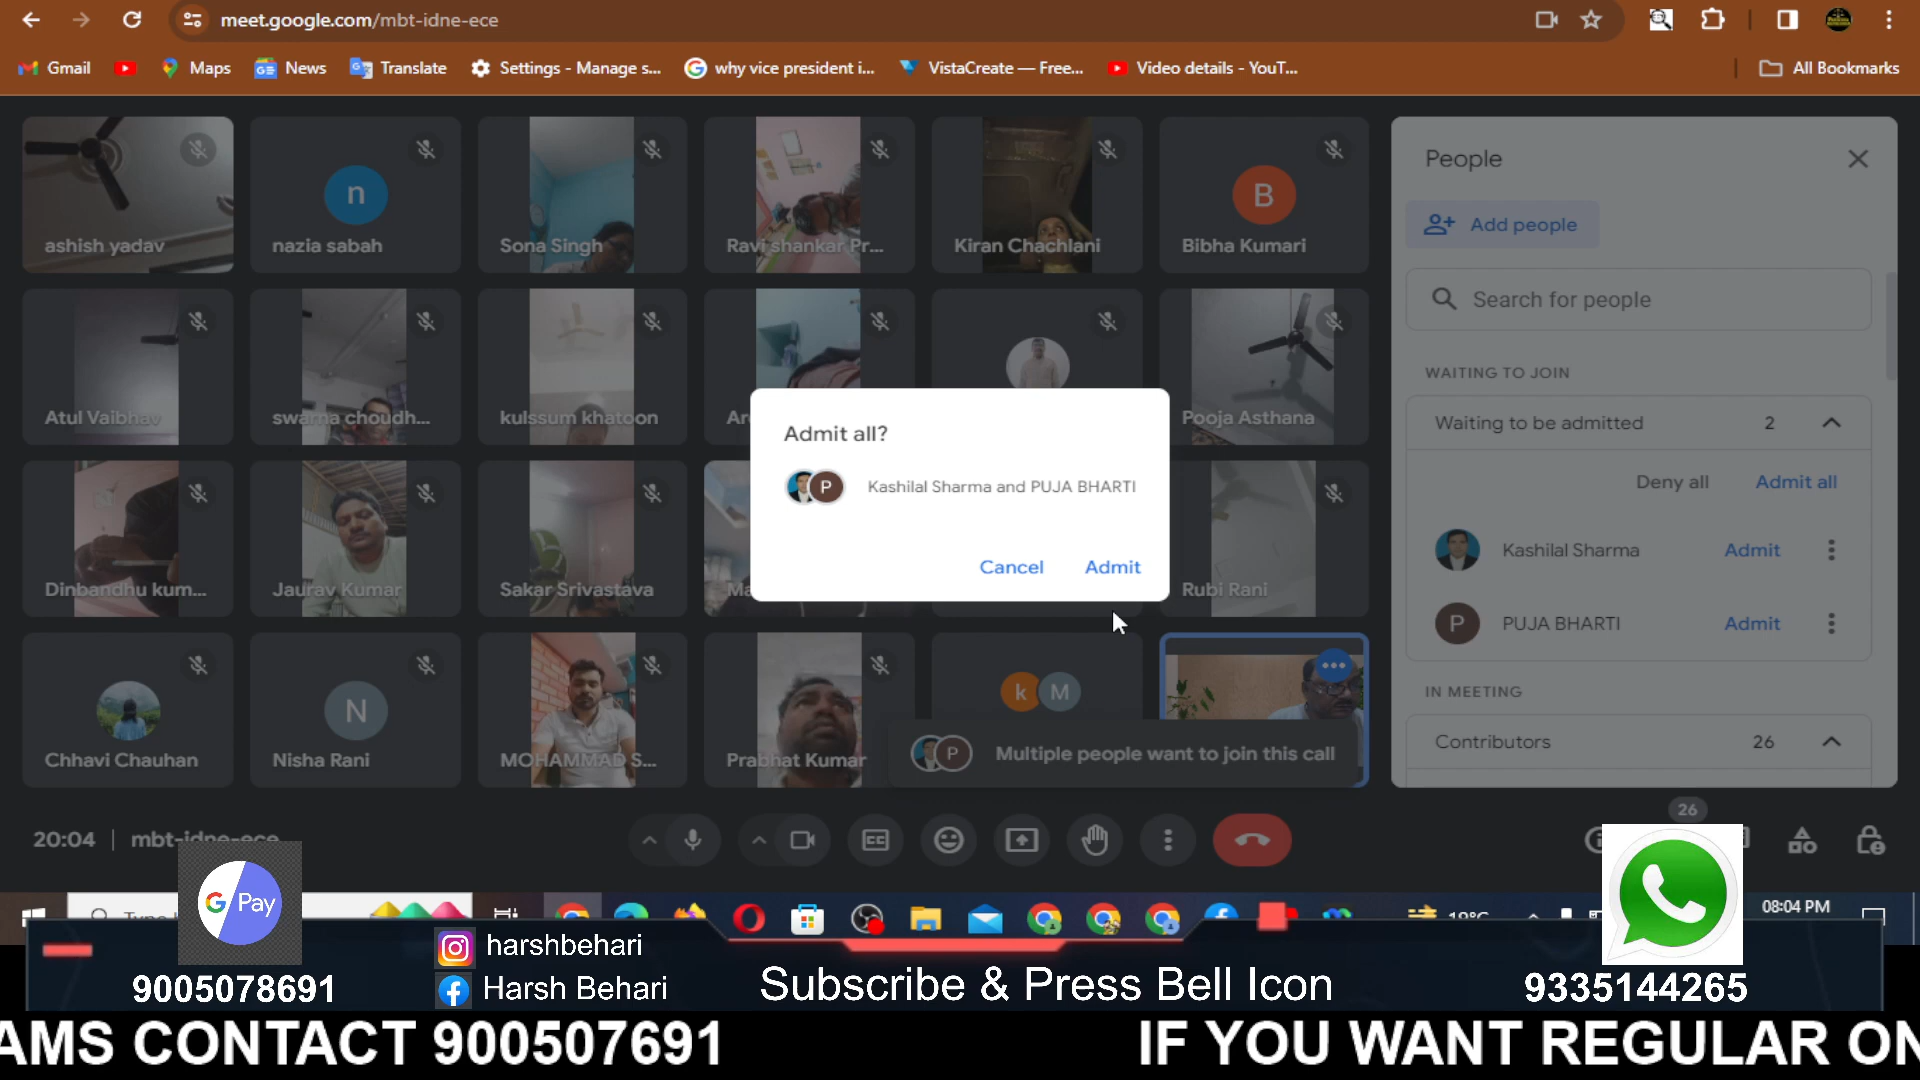 meet.google.com/mbt-idne-ece
Gmail
Maps
News
Translate
Settings - Manage s...
why vice president i...
VistaCreate — Free...
Video details - YouT...
All Bookmarks
ashish yadav
n
nazia sabah
Sona Singh
Ravi shankar Pr...
Kiran Chachlani
B
Bibha Kumari
Atul Vaibhav
swarna choudh...
kulssum khatoon
Pooja Asthana
Dinbandhu kum...
Jaurav Kumar
Sakar Srivastava
Rubi Rani
Chhavi Chauhan
N
Nisha Rani
MOHAMMAD S...
Prabhat Kumar
k M
P
Multiple people want to join this call
Admit all?
P
Kashilal Sharma and PUJA BHARTI
Cancel
Admit
People
Add people
Search for people
WAITING TO JOIN
Waiting to be admitted 2
Deny all
Admit all
Kashilal Sharma
Admit
P
PUJA BHARTI
Admit
IN MEETING
Contributors 26
26
20:04 | mbt-idne-ece
G Pay
08:04 PM
harshbehari
Harsh Behari
9005078691
Subscribe & Press Bell Icon
9335144265
AMS CONTACT 900507691
IF YOU WANT REGULAR ON